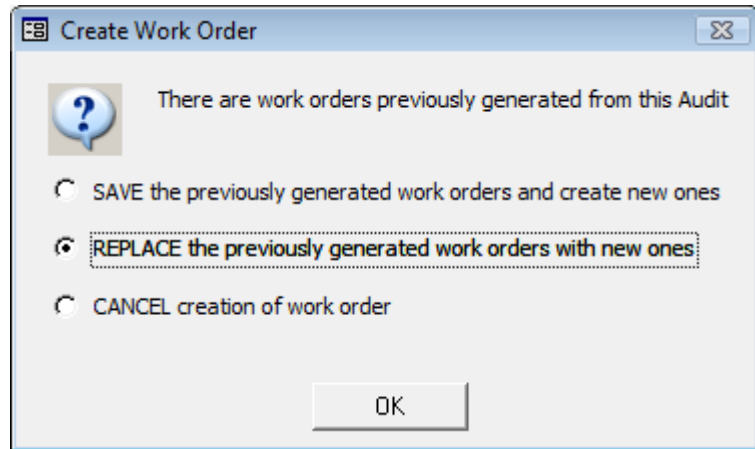 Create Work Order
There are work orders previously generated from this Audit
SAVE the previously generated work orders and create new ones
REPLACE the previously generated work orders with new ones
CANCEL creation of work order
OK